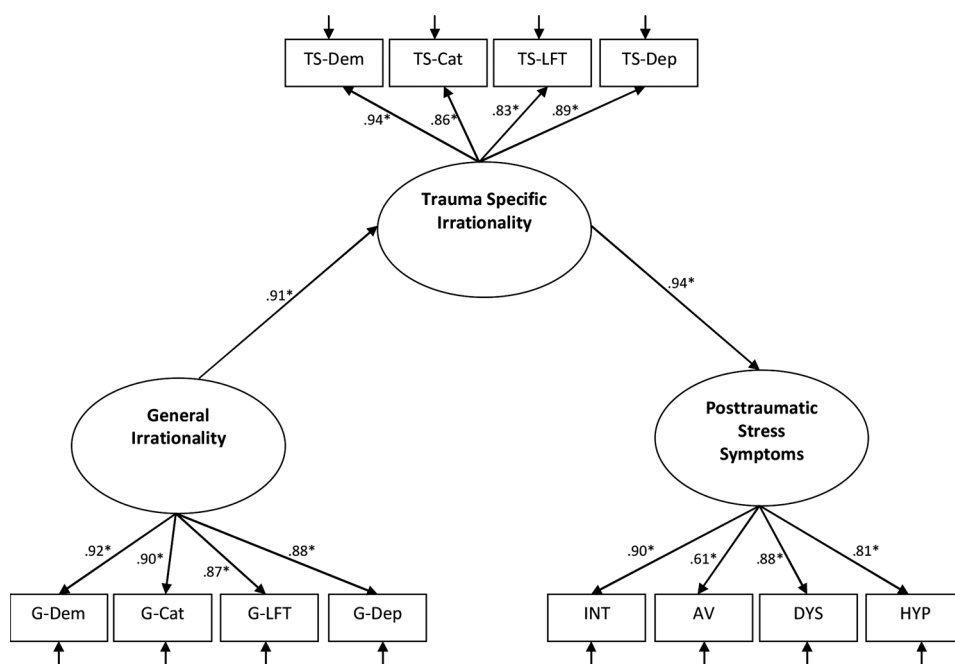 TS-Dem TS-Cat TS-LFT TS-Dep
.94* .86* .83* .89*
Trauma Specific
Irrationality
.91* .94*
General
Irrationality
Posttraumatic
Stress
Symptoms
.92* .90* .87* .88*
.90* .61* .88* .81*
G-Dem G-Cat G-LFT G-Dep
INT AV DYS HYP